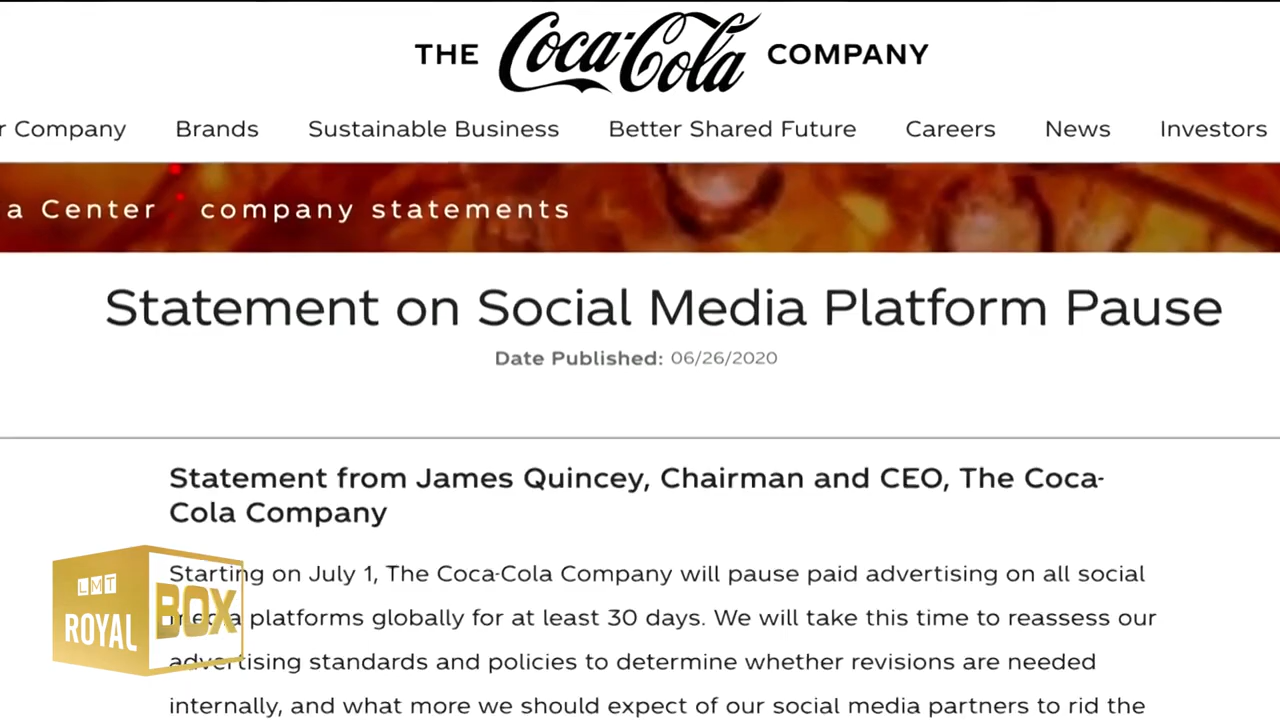 THE Coca-Cola COMPANY
r Company Brands Sustainable Business Better Shared Future Careers News Investors
a Center company statements
Statement on Social Media Platform Pause
Date Published: 06/26/2020
Statement from James Quincey, Chairman and CEO, The Coca-
Cola Company
Starting on July 1, The Coca-Cola Company will pause paid advertising on all social
media platforms globally for at least 30 days. We will take this time to reassess our
advertising standards and policies to determine whether revisions are needed
internally, and what more we should expect of our social media partners to rid the
LMT
ROYAL BOX